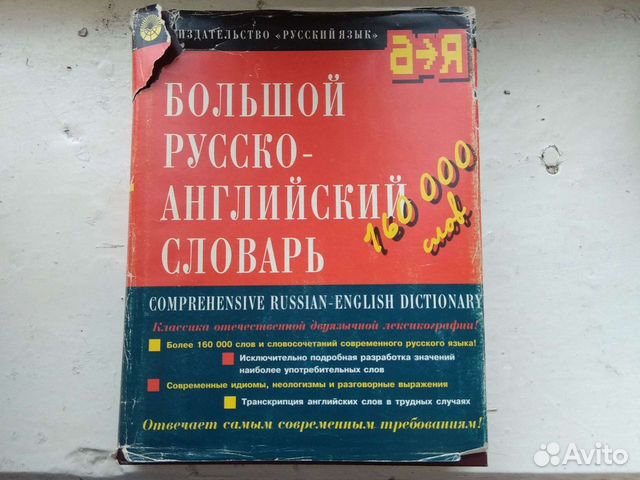 ИЗДАТЕЛЬСТВО «РУССКИЙ ЯЗЫК»
а→я
БОЛЬШОЙ
РУССКО-
АНГЛИЙСКИЙ
СЛОВАРЬ
160 000
слов
COMPREHENSIVE RUSSIAN-ENGLISH DICTIONARY
Классика отечественной двуязычной лексикографии!
Более 160 000 слов и словосочетаний современного русского языка!
Исключительно подробная разработка значений
наиболее употребительных слов
Современные идиомы, неологизмы и разговорные выражения
Транскрипция английских слов в трудных случаях
Отвечает самым современным требованиям!
Avito